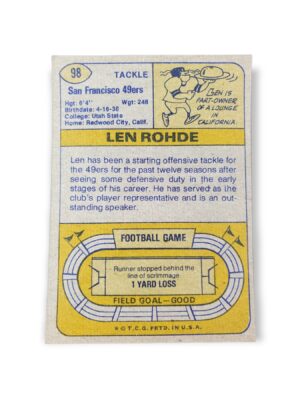 98
TACKLE
San Francisco 49ers
Hgt: 6'4" Wgt: 248
Birthdate: 4-16-38
College: Utah State
Home: Redwood City, Calif.
LEN IS
PART-OWNER
OF A LOUNGE
IN
CALIFORNIA.
LEN ROHDE
Len has been a starting offensive tackle for
the 49ers for the past twelve seasons after
seeing some defensive duty in the early
stages of his career. He has served as the
club's player representative and is an out-
standing speaker.
FOOTBALL GAME
Runner stopped behind the
line of scrimmage.
1 YARD LOSS
FIELD GOAL—GOOD
★ © T.C.G. PRTD. IN U.S.A.